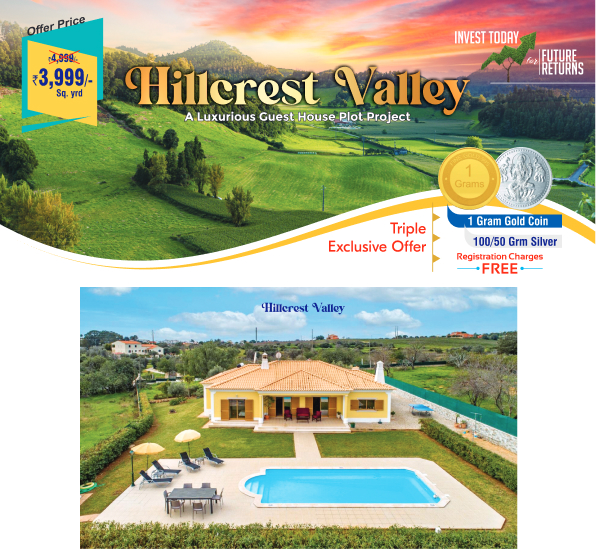 Offer Price
4,999/-
₹3,999/-
Sq. yrd
INVEST TODAY
for FUTURE
RETURNS
Hillcrest Valley
A Luxurious Guest House Plot Project
1
Grams
Triple
Exclusive Offer
1 Gram Gold Coin
100/50 Grm Silver
Registration Charges
FREE
Hillcrest Valley